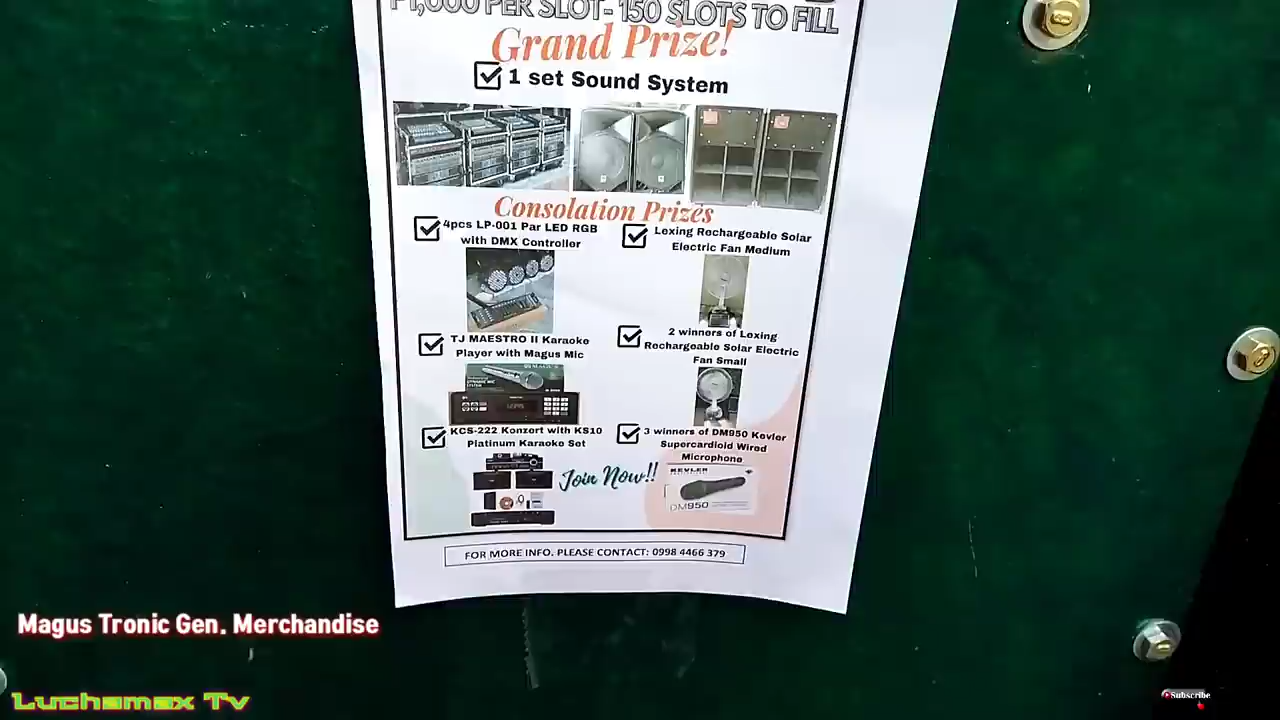 ₱1,000 PER SLOT- 150 SLOTS TO FILL
Grand Prize!
1 set Sound System
Consolation Prizes
4pcs LP-001 Par LED RGB
with DMX Controller
Lexing Rechargeable Solar
Electric Fan Medium
TJ MAESTRO II Karaoke
Player with Magus Mic
2 winners of Lexing
Rechargeable Solar Electric
Fan Small
KCS-222 Konzert with KS10
Platinum Karaoke Set
3 winners of DM950 Kevler
Supercardioid Wired
Microphone
Join Now!!
KEVLER
DM950
FOR MORE INFO. PLEASE CONTACT: 0998 4466 379
Magus Tronic Gen. Merchandise
Luchomox Tv
Subscribe